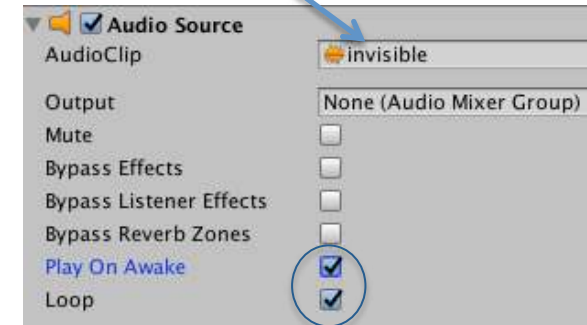 Audio Source
AudioClip invisible
Output None (Audio Mixer Group)
Mute
Bypass Effects
Bypass Listener Effects
Bypass Reverb Zones
Play On Awake
Loop